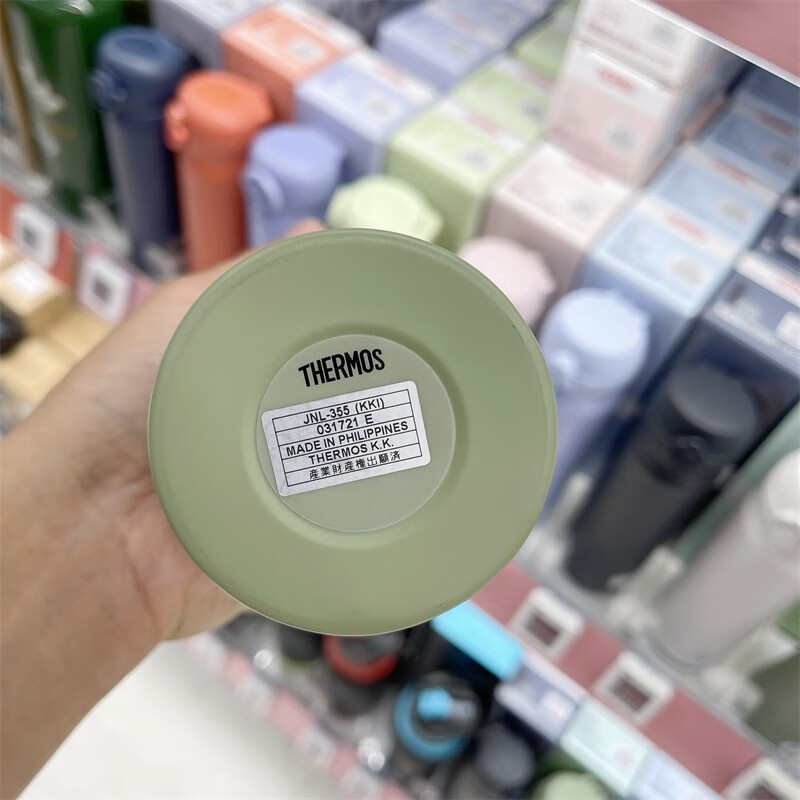 THERMOS
JNL-355 (KKI)
031721 E
MADE IN PHILIPPINES
THERMOS K.K.
産業財産権出願済